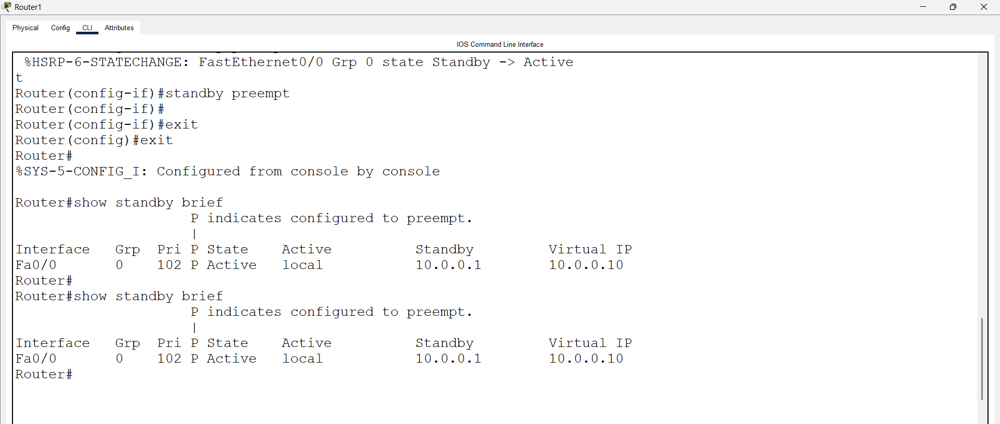 Router1
Physical Config CLI Attributes
IOS Command Line Interface
%HSRP-6-STATECHANGE: FastEthernet0/0 Grp 0 state Standby -> Active
t
Router(config-if)#standby preempt
Router(config-if)#
Router(config-if)#exit
Router(config)#exit
Router#
%SYS-5-CONFIG_I: Configured from console by console
Router#show standby brief
P indicates configured to preempt.
|
Interface Grp Pri P State Active Standby Virtual IP
Fa0/0 0 102 P Active local 10.0.0.1 10.0.0.10
Router#
Router#show standby brief
P indicates configured to preempt.
|
Interface Grp Pri P State Active Standby Virtual IP
Fa0/0 0 102 P Active local 10.0.0.1 10.0.0.10
Router#